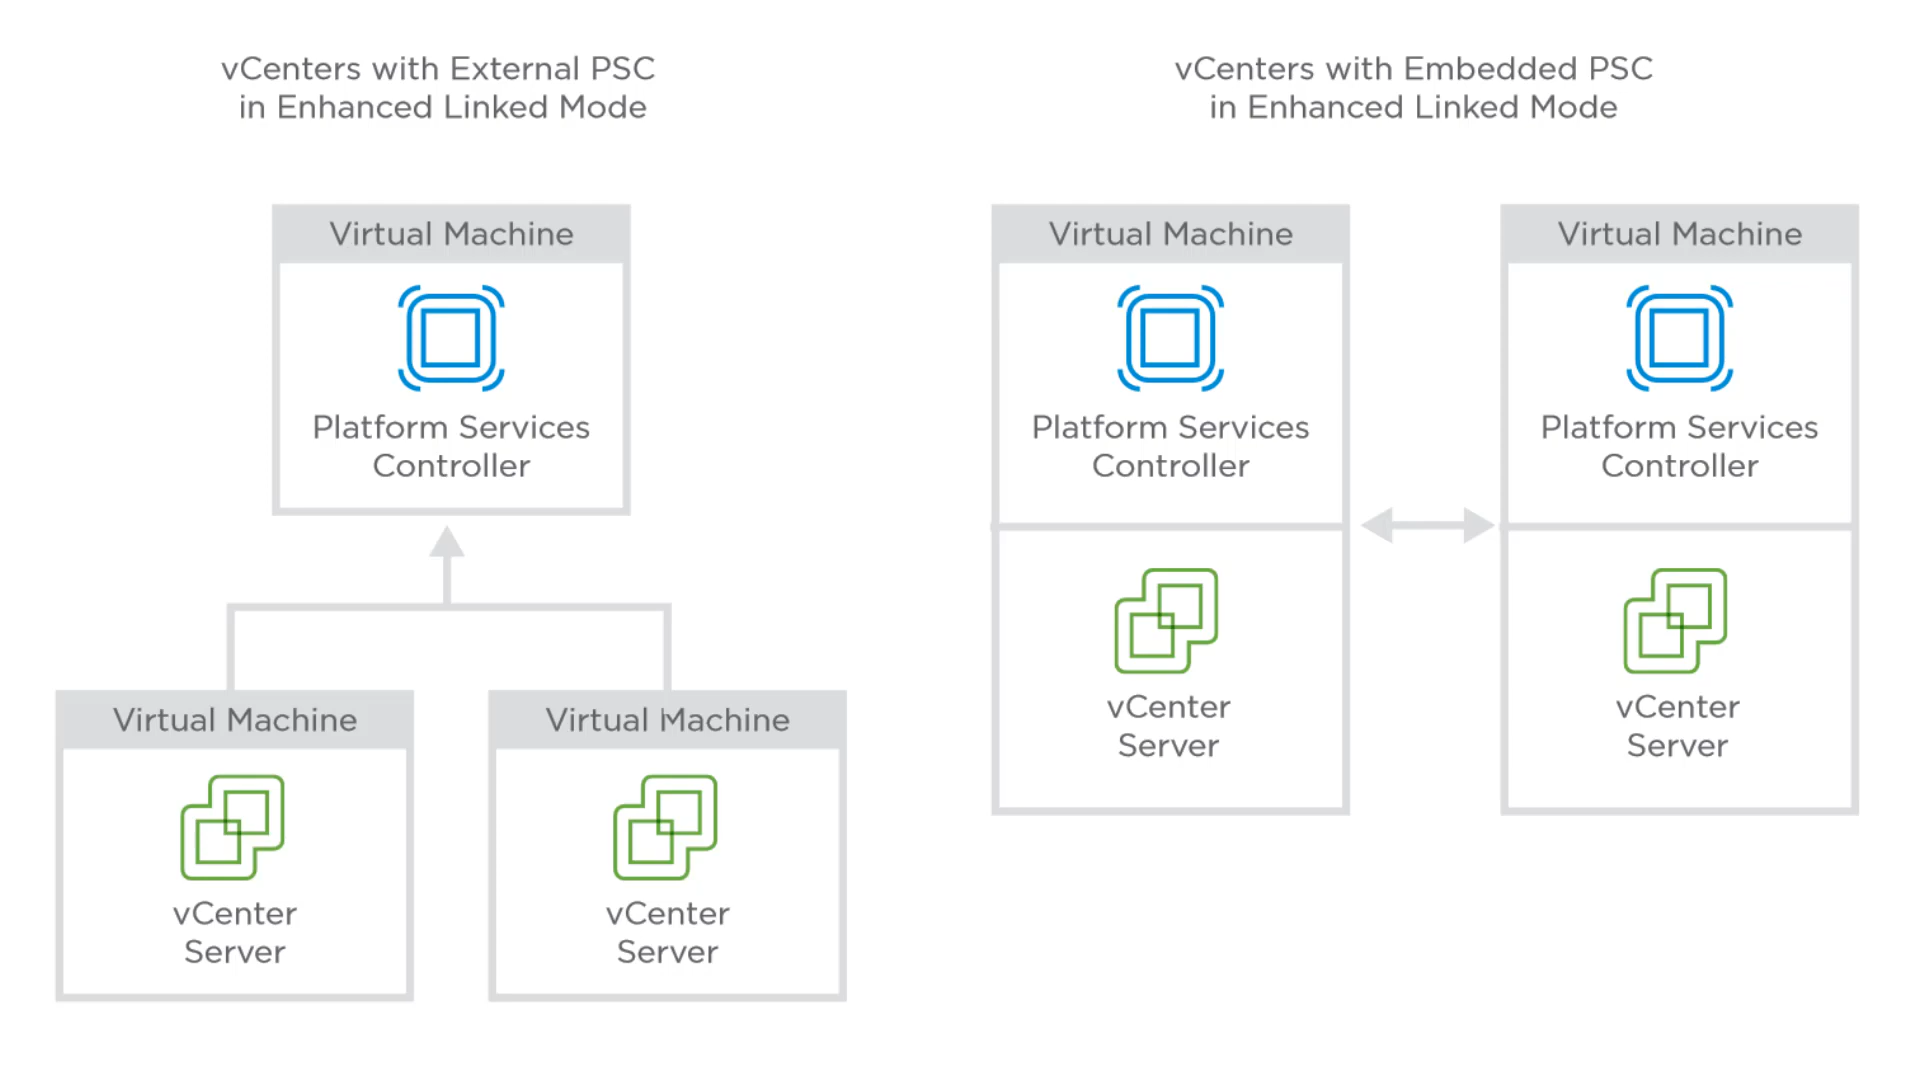 vCenters with External PSC
in Enhanced Linked Mode
Virtual Machine
Platform Services
Controller
Virtual Machine
vCenter
Server
Virtual Machine
vCenter
Server
vCenters with Embedded PSC
in Enhanced Linked Mode
Virtual Machine
Platform Services
Controller
vCenter
Server
Virtual Machine
Platform Services
Controller
vCenter
Server